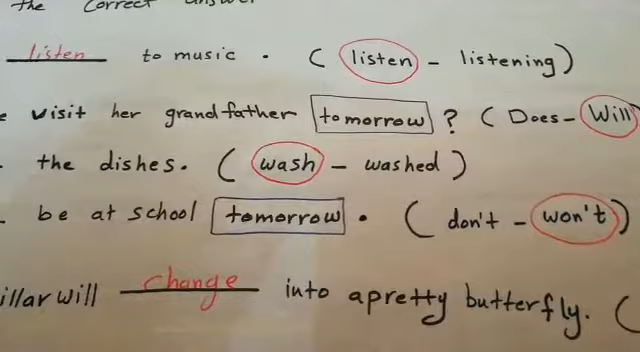 the Correct answer
listen to music. ( listen - listening )
visit her grandfather tomorrow ? ( Does - Will
the dishes. ( wash - washed )
be at school tomorrow. ( don't - won't )
illar will change into apretty butterfly. (